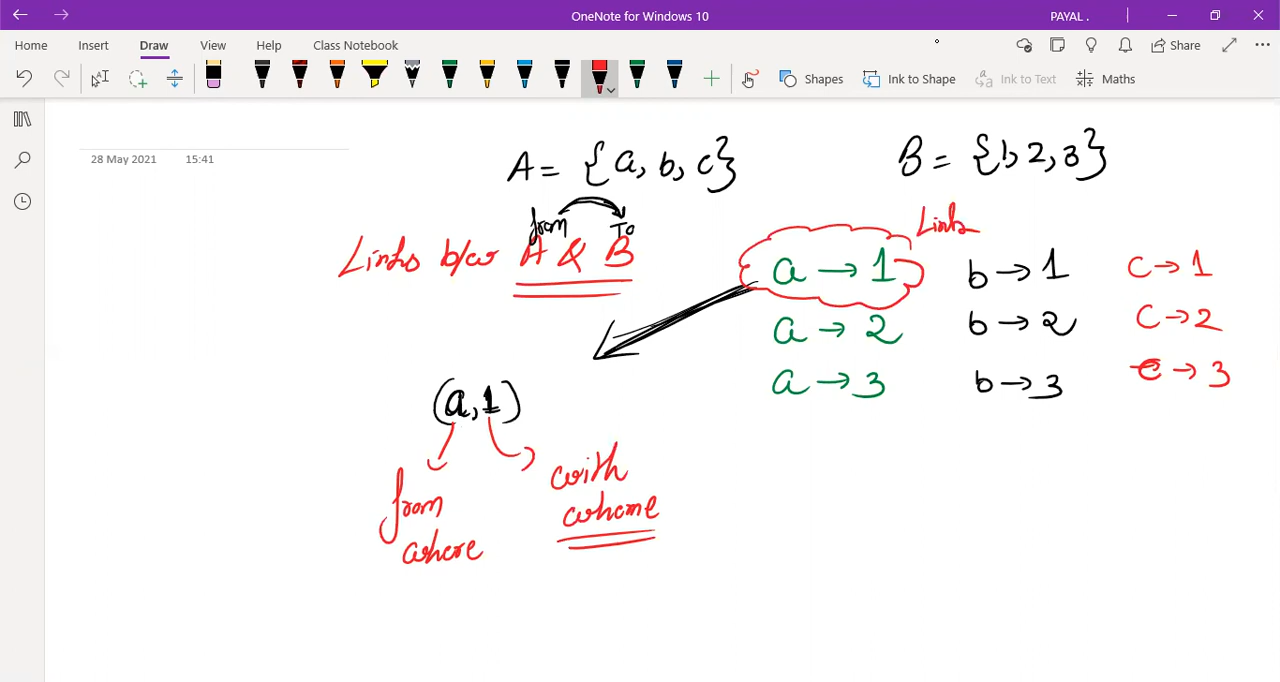 OneNote for Windows 10
PAYAL .
Home Insert Draw View Help Class Notebook
Share
Shapes Ink to Shape Ink to Text Maths
28 May 2021 15:41
A = {a, b, c}
B = {1, 2, 3}
from To
Links b/w A & B
Link
a → 1 b → 1 c → 1
a → 2 b → 2 c → 2
a → 3 b → 3 c → 3
(a, 1)
from where
with whome